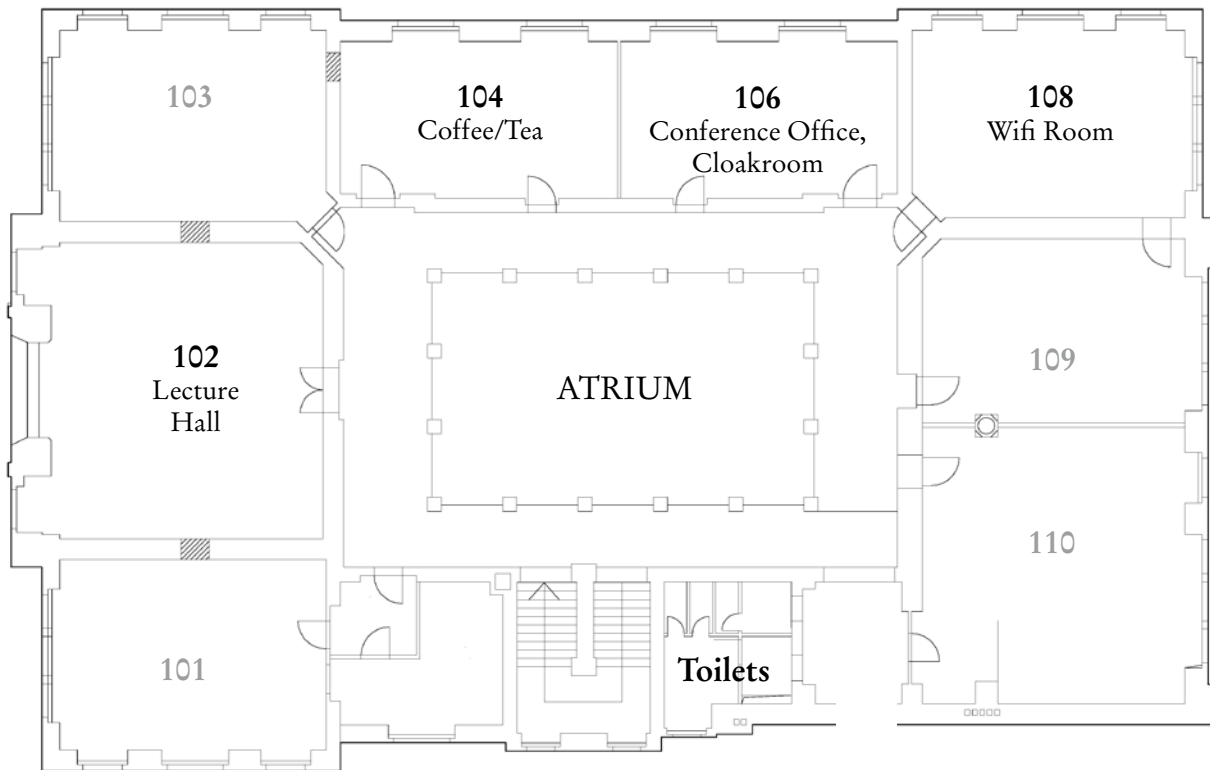 103
104
Coffee/Tea
106
Conference Office,
Cloakroom
108
Wifi Room
102
Lecture
Hall
ATRIUM
109
110
101
Toilets